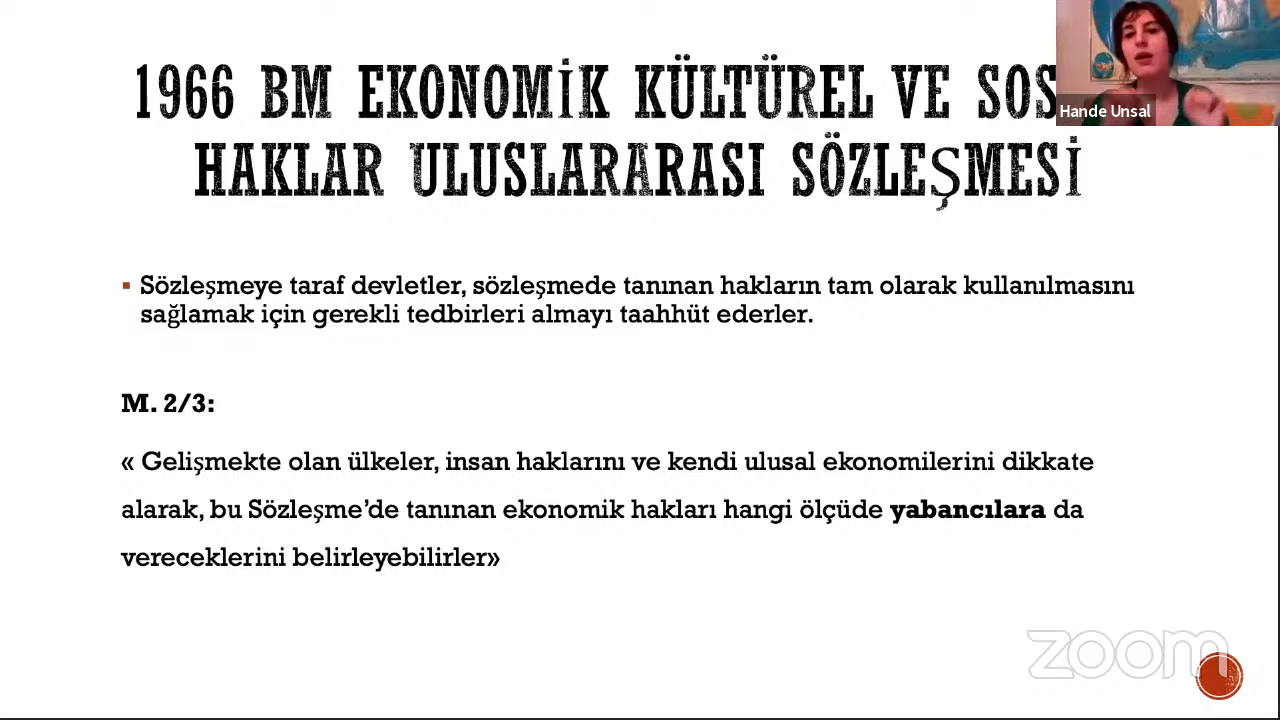 1966 BM EKONOMİK KÜLTÜREL VE SOS
HAKLAR ULUSLARARASI SÖZLEŞMESİ
Hande Unsal
▪ Sözleşmeye taraf devletler, sözleşmede tanınan hakların tam olarak kullanılmasını
sağlamak için gerekli tedbirleri almayı taahhüt ederler.
M. 2/3:
« Gelişmekte olan ülkeler, insan haklarını ve kendi ulusal ekonomilerini dikkate
alarak, bu Sözleşme’de tanınan ekonomik hakları hangi ölçüde yabancılara da
vereceklerini belirleyebilirler»
zoom